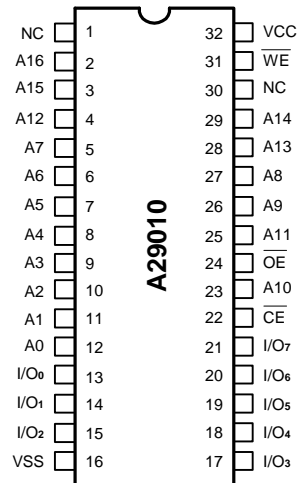 NC 1 32 VCC
A16 2 31 W̅E̅
A15 3 30 NC
A12 4 29 A14
A7 5 28 A13
A6 6 27 A8
A5 7 26 A9
A4 8 25 A11
A3 9 24 O̅E̅
A2 10 23 A10
A1 11 22 C̅E̅
A0 12 21 I/O₇
I/O₀ 13 20 I/O₆
I/O₁ 14 19 I/O₅
I/O₂ 15 18 I/O₄
VSS 16 17 I/O₃
A29010